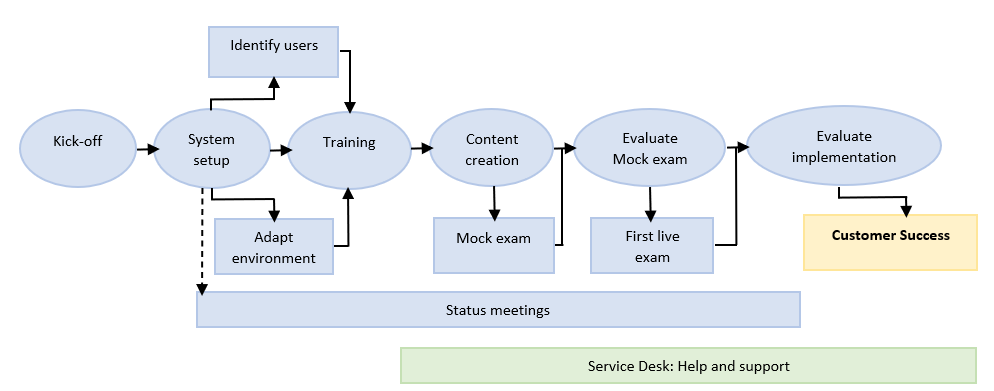 Identify users
Kick-off
System
setup
Training
Content
creation
Evaluate
Mock exam
Evaluate
implementation
Adapt
environment
Mock exam
First live
exam
Customer Success
Status meetings
Service Desk: Help and support